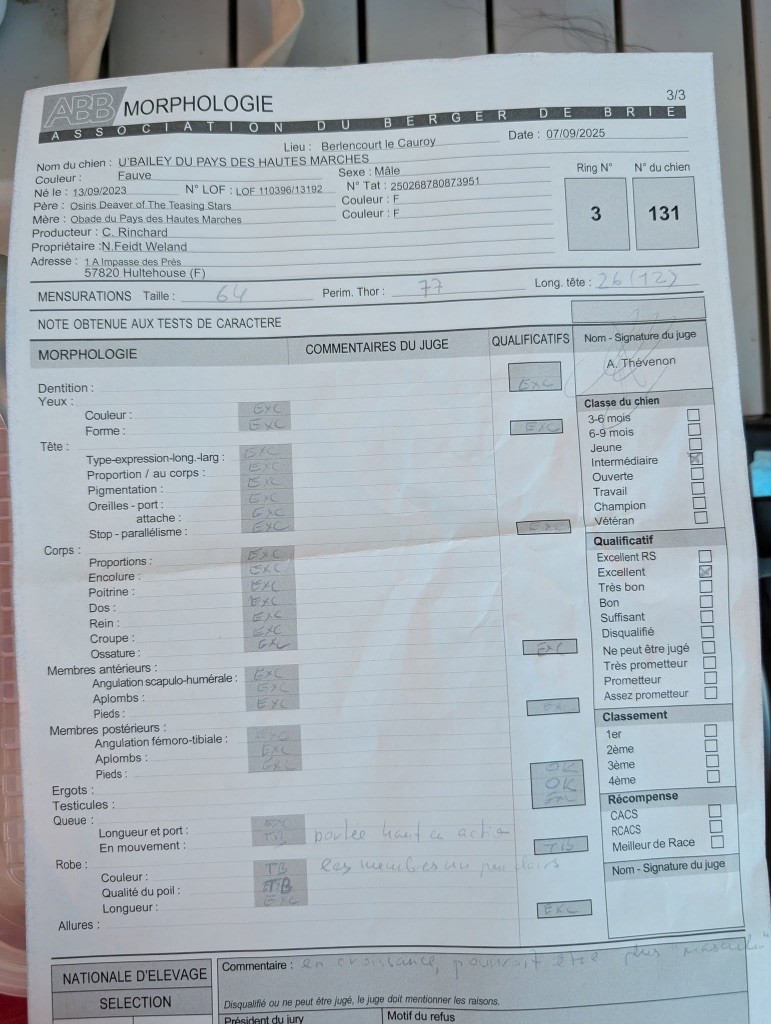 ABB MORPHOLOGIE
3/3
ASSOCIATION DU BERGER DE BRIE
Lieu : Berlencourt le Cauroy Date : 07/09/2025
Nom du chien : U'BAILEY DU PAYS DES HAUTES MARCHES
Couleur : Fauve Sexe : Mâle
Né le : 13/09/2023 N° LOF : LOF 110396/13192 N° Tat : 250268780873951
Père : Osiris Deaver of The Teasing Stars Couleur : F
Mère : Obade du Pays des Hautes Marches Couleur : F
Producteur : C. Rinchard
Propriétaire : N.Feidt Weland
Adresse : 1 A Impasse des Près
57820 Hultehouse (F)
Ring N° N° du chien
3 131
MENSURATIONS Taille : 64 Perim. Thor : 77 Long. tête : 26 (12)
NOTE OBTENUE AUX TESTS DE CARACTERE
MORPHOLOGIE COMMENTAIRES DU JUGE QUALIFICATIFS
Dentition : EXC
Yeux :
Couleur : EXC
Forme : EXC EXC
Tête :
Type-expression-long.-larg : EXC
Proportion / au corps : EXC
Pigmentation : EXC
Oreilles - port : EXC
attache : EXC
Stop - parallélisme : EXC EXC
Corps :
Proportions : EXC
Encolure : EXC
Poitrine : EXC
Dos : EXC
Rein : EXC
Croupe : EXC
Ossature : EXC EXC
Membres antérieurs :
Angulation scapulo-humérale : EXC
Aplombs : EXC
Pieds : EXC EXC
Membres postérieurs :
Angulation fémoro-tibiale : EXC
Aplombs : EXC
Pieds : EXC
Ergots : OK
Testicules : OK
Queue :
Longueur et port : EXC
En mouvement : TB portée haut en action TB
Robe :
Couleur : TB les membres un peu clairs
Qualité du poil : TB
Longueur : EXC
Allures : EXC
Nom - Signature du juge
A. Thévenon
Classe du chien
3-6 mois
6-9 mois
Jeune
Intermédiaire
Ouverte
Travail
Champion
Vétéran
Qualificatif
Excellent RS
Excellent
Très bon
Bon
Suffisant
Disqualifié
Ne peut être jugé
Très prometteur
Prometteur
Assez prometteur
Classement
1er
2ème
3ème
4ème
Récompense
CACS
RCACS
Meilleur de Race
Nom - Signature du juge
NATIONALE D'ELEVAGE
SELECTION
Commentaire : en croissance, pourrait être plus "masculin"
Disqualifié ou ne peut être jugé, le juge doit mentionner les raisons.
Président du jury Motif du refus